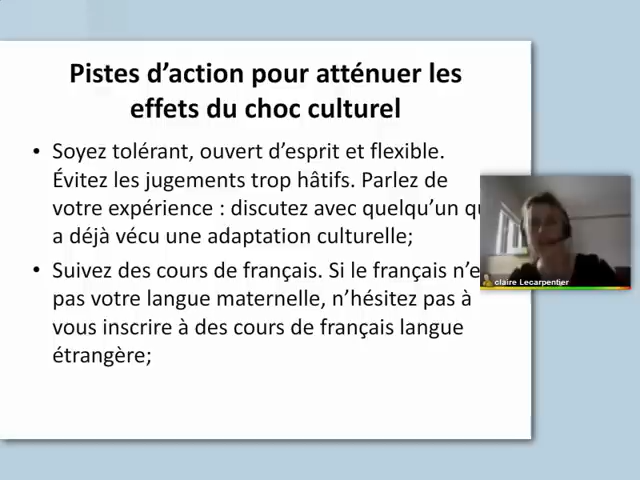 Pistes d’action pour atténuer les
effets du choc culturel
• Soyez tolérant, ouvert d’esprit et flexible.
Évitez les jugements trop hâtifs. Parlez de
votre expérience : discutez avec quelqu’un qu
a déjà vécu une adaptation culturelle;
• Suivez des cours de français. Si le français n’e
pas votre langue maternelle, n’hésitez pas à
vous inscrire à des cours de français langue
étrangère;
claire Lecarpentier